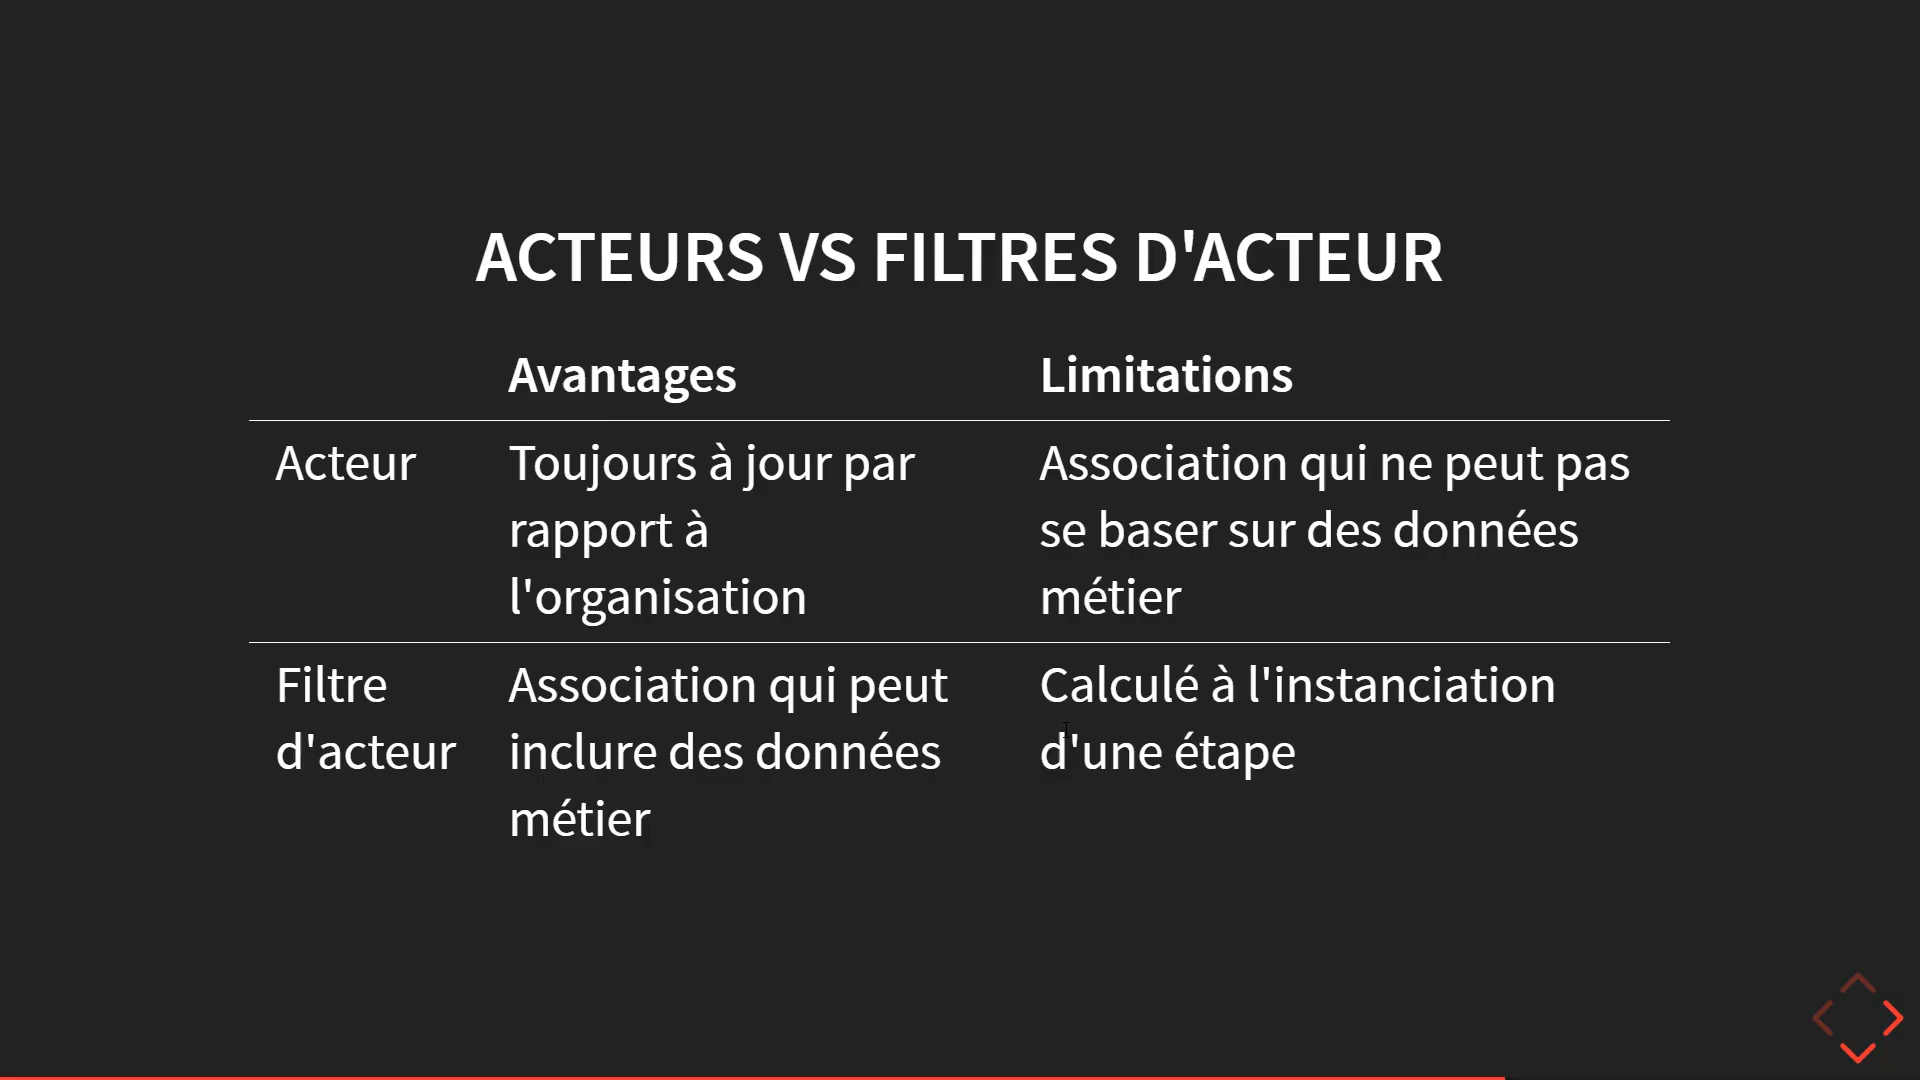 ACTEURS VS FILTRES D'ACTEUR
Avantages
Limitations
Acteur
Toujours à jour par
rapport à
l'organisation
Association qui ne peut pas
se baser sur des données
métier
Filtre
d'acteur
Association qui peut
inclure des données
métier
Calculé à l'instanciation
d'une étape